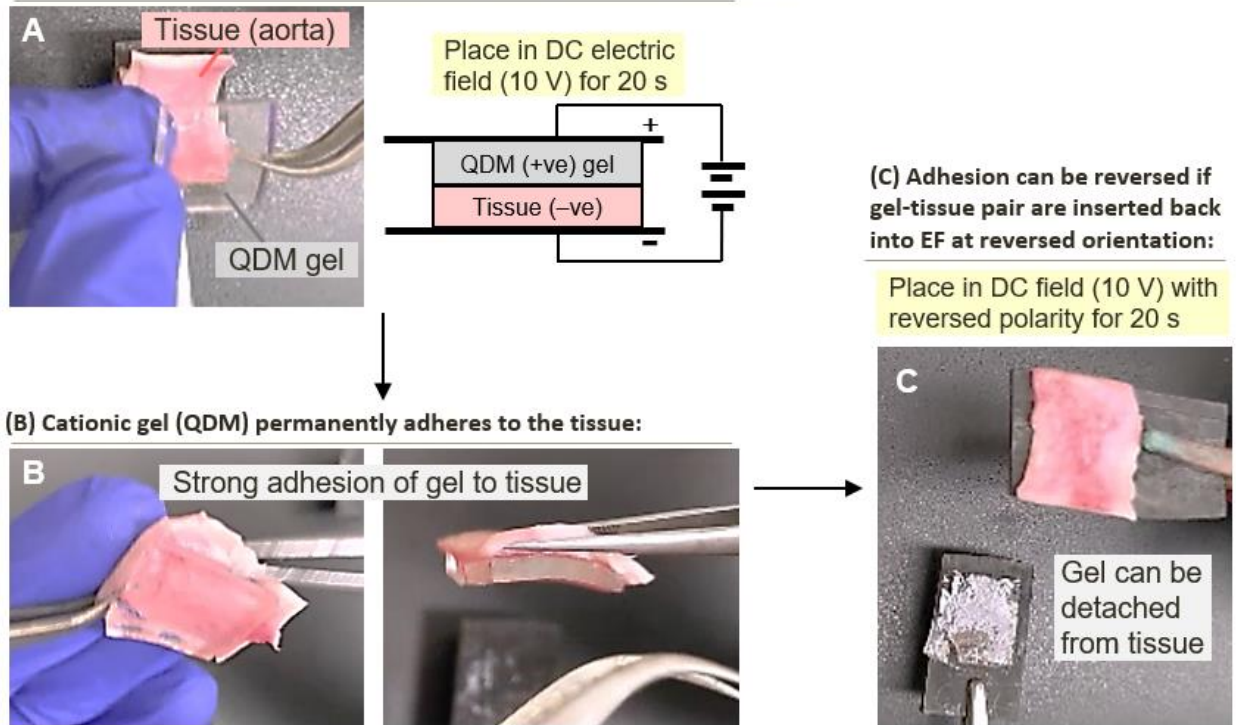 A
Tissue (aorta)
QDM gel
Place in DC electric
field (10 V) for 20 s
+
QDM (+ve) gel
Tissue (–ve)
-
(B) Cationic gel (QDM) permanently adheres to the tissue:
B
Strong adhesion of gel to tissue
(C) Adhesion can be reversed if
gel-tissue pair are inserted back
into EF at reversed orientation:
Place in DC field (10 V) with
reversed polarity for 20 s
C
Gel can be
detached
from tissue